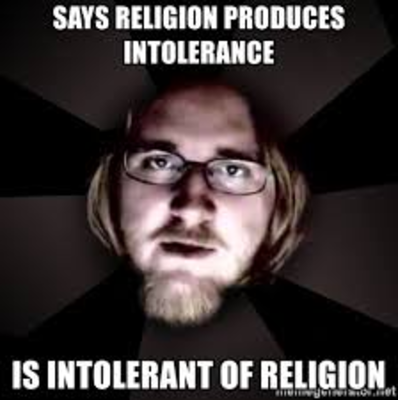 SAYS RELIGION PRODUCES
INTOLERANCE
IS INTOLERANT OF RELIGION
memegenerator.net